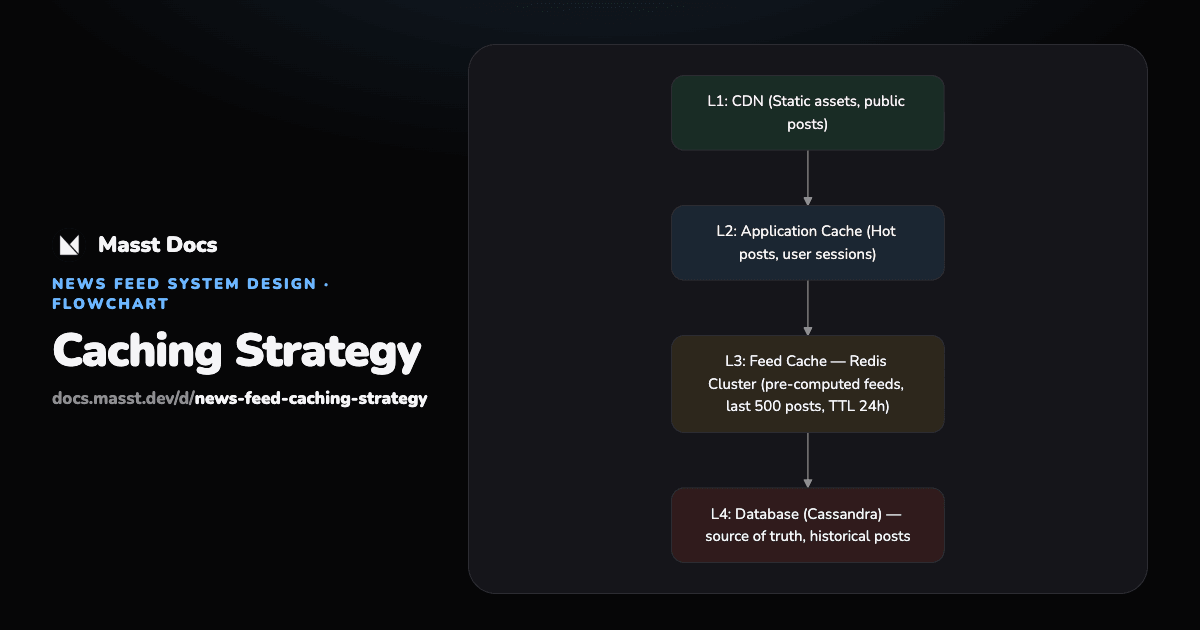 Masst Docs
NEWS FEED SYSTEM DESIGN ·
FLOWCHART
Caching Strategy
docs.masst.dev/d/news-feed-caching-strategy
L1: CDN (Static assets, public
posts)
L2: Application Cache (Hot
posts, user sessions)
L3: Feed Cache — Redis
Cluster (pre-computed feeds,
last 500 posts, TTL 24h)
L4: Database (Cassandra) —
source of truth, historical posts